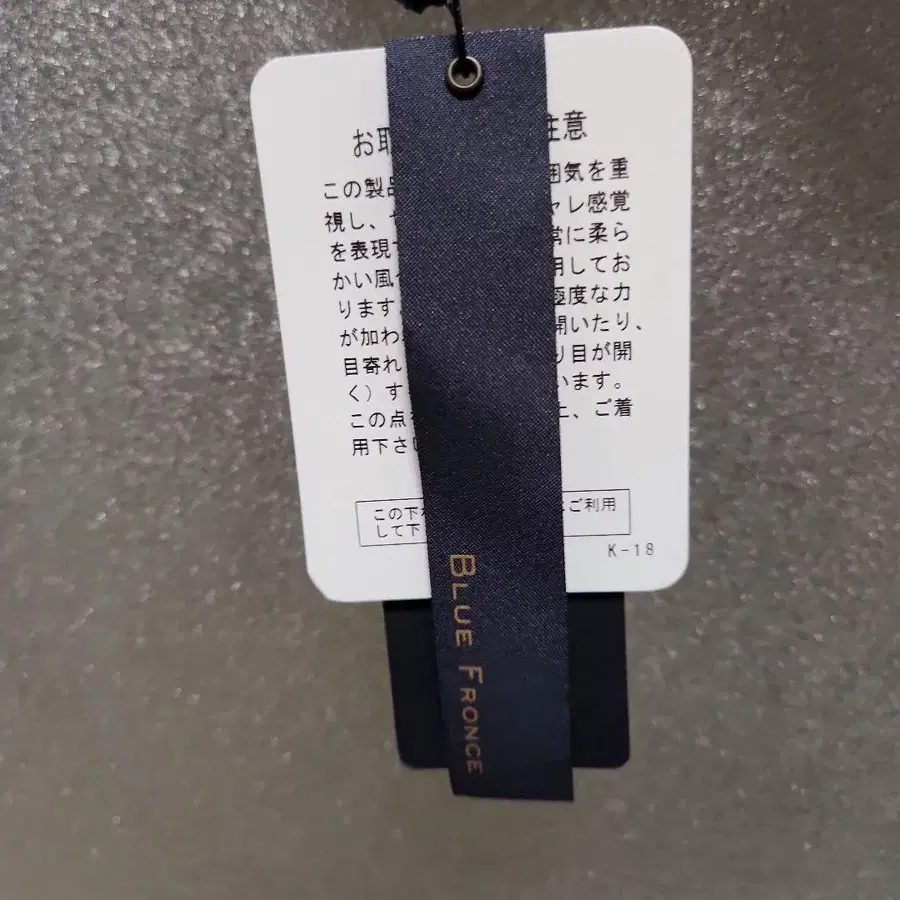 お取 注意
この製品 囲気を重
視し、 ャレ感覚
を表現 常に柔ら
かい風 用してお
ります。 極度な力
が加わ 開いたり、
目寄れ り目が開
く）す います。
この点 上、ご着
用下さい
この下 ご利用
して下
K-18
BLUE FRONCE